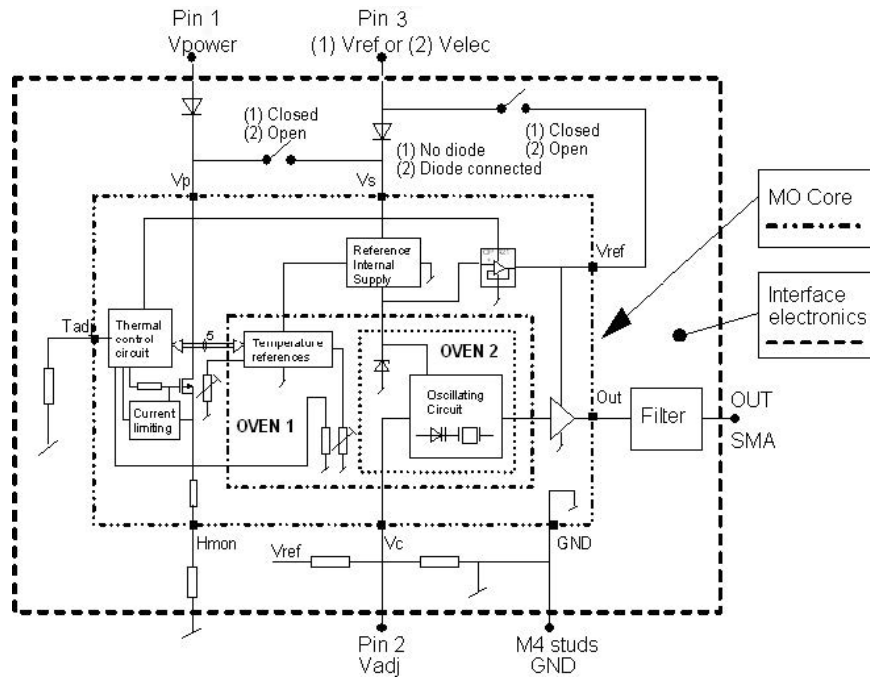 Pin 1
Vpower
Pin 3
(1) Vref or (2) Velec
(1) Closed
(2) Open
(1) No diode
(2) Diode connected
(1) Closed
(2) Open
Vp
Vs
MO Core
Reference
Internal
Supply
Vref
Interface
electronics
Tadj
Thermal
control
circuit
5
Temperature
references
OVEN 2
Oscillating
Circuit
Out
Filter
OUT
SMA
Current
limiting
OVEN 1
Hmon
Vref
Vc
GND
Pin 2
Vadj
M4 studs
GND